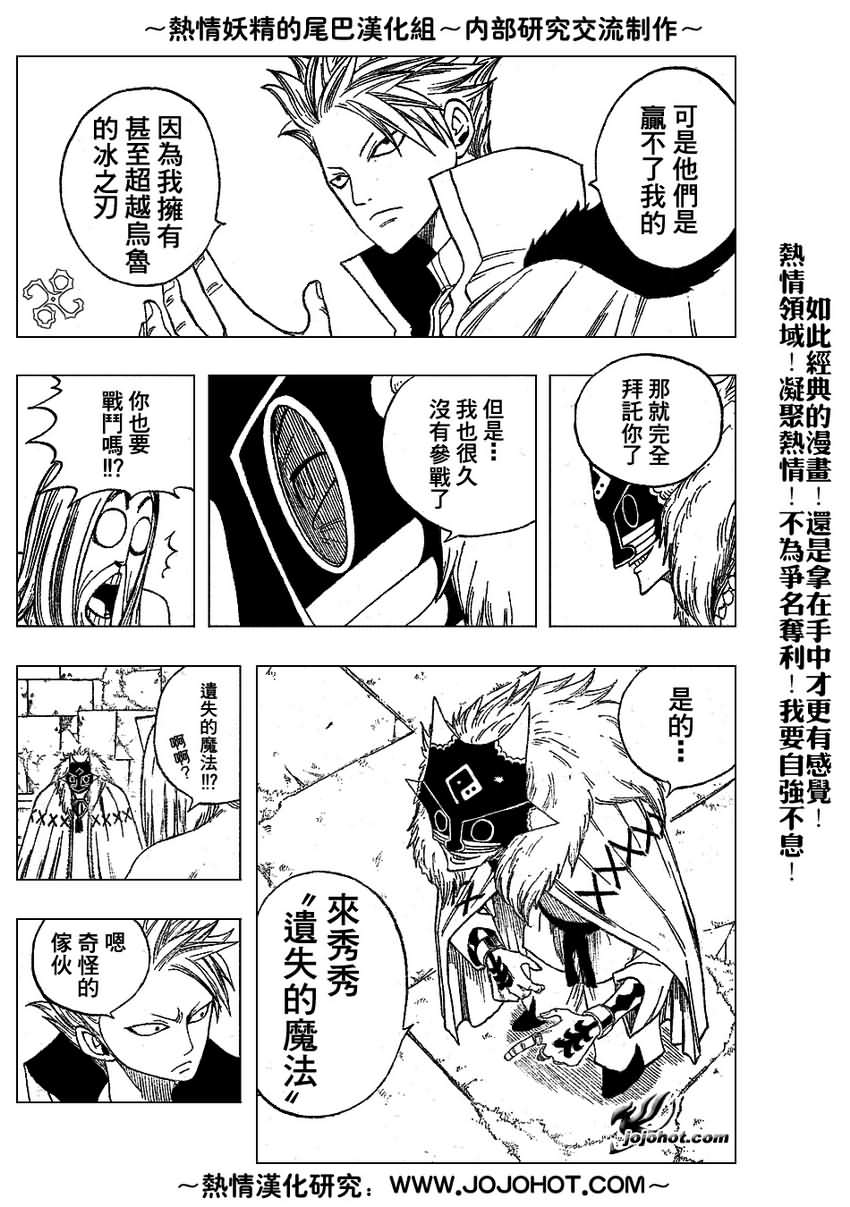 ～熱情妖精的尾巴漢化組～内部研究交流制作～
可是他們是
贏不了我的
因為我擁有
甚至超越烏魯
的冰之刃
那就完全
拜託你了
但是…
我也很久
沒有參戰了
你也要
戰鬥嗎!!?
是的…
來秀秀
〝遺失的魔法〞
遺失的魔法!!?
啊啊?
嗯
奇怪的
傢伙
如此經典的漫畫！還是拿在手中才更有感覺！
熱情領域！凝聚熱情！不為爭名奪利！我要自強不息！
jojohot.com
～熱情漢化研究：WWW.JOJOHOT.COM～